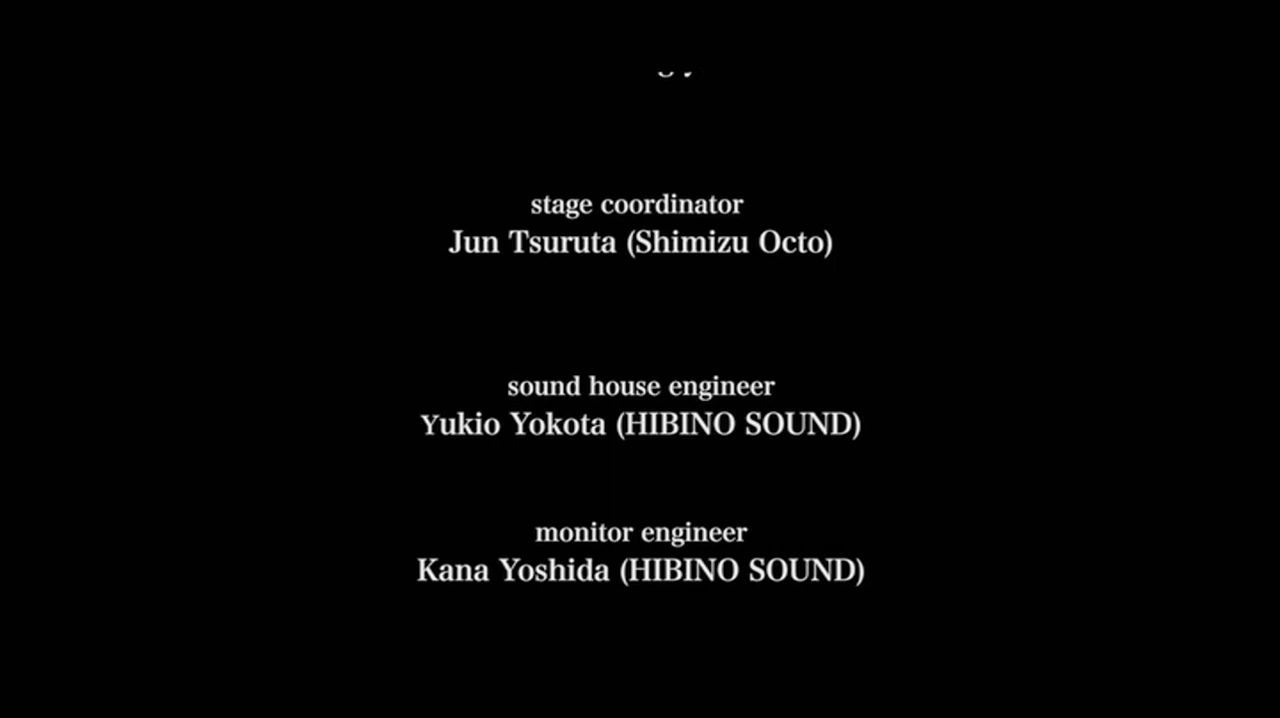 stage coordinator
Jun Tsuruta (Shimizu Octo)
sound house engineer
Yukio Yokota (HIBINO SOUND)
monitor engineer
Kana Yoshida (HIBINO SOUND)